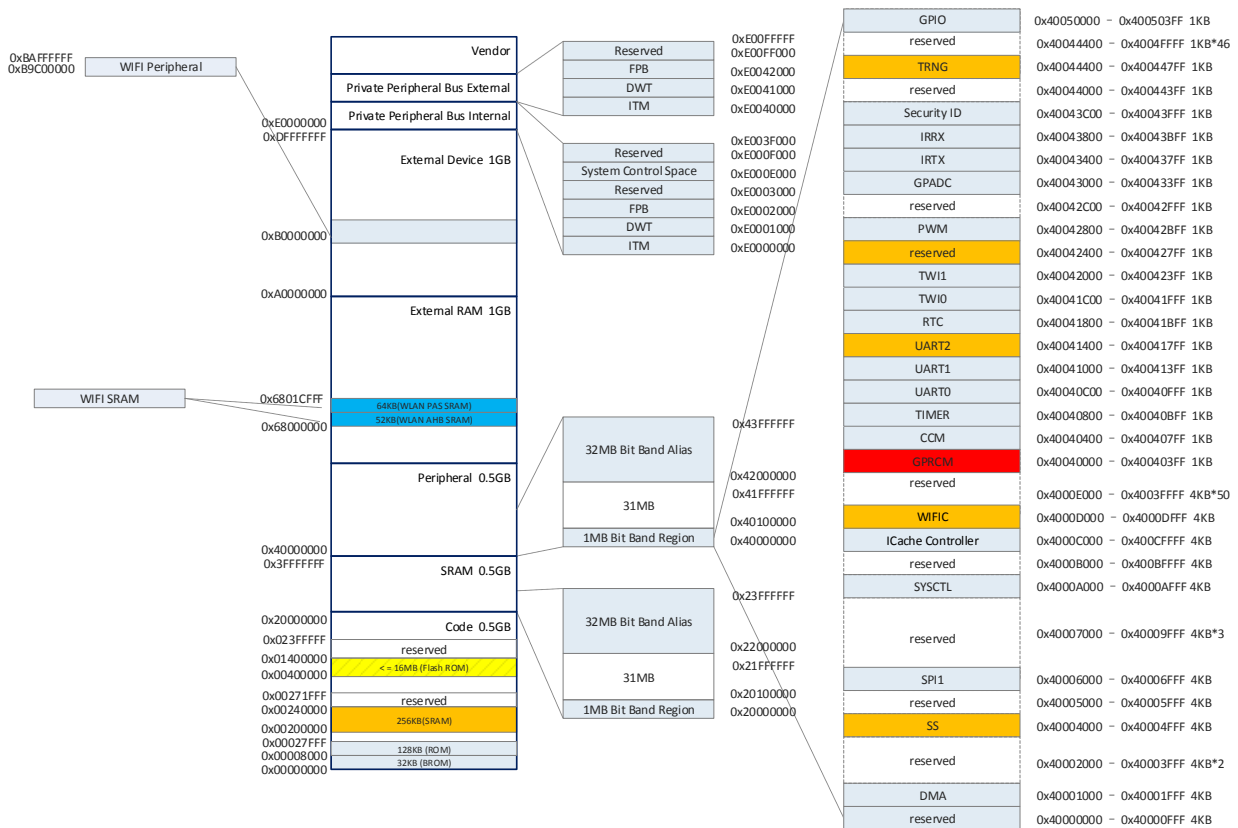 0xBAFFFFFF
0xB9C00000
WIFI Peripheral
WIFI SRAM
Vendor
Private Peripheral Bus External
Private Peripheral Bus Internal
0xE0000000
0xDFFFFFFF
External Device 1GB
0xB0000000
0xA0000000
External RAM 1GB
0x6801CFFF
64KB(WLAN PAS SRAM)
52KB(WLAN AHB SRAM)
0x68000000
Peripheral 0.5GB
0x40000000
0x3FFFFFFF
SRAM 0.5GB
0x20000000
Code 0.5GB
0x023FFFFF
reserved
0x01400000
< = 16MB (Flash ROM)
0x00400000
0x00271FFF
reserved
0x00240000
256KB(SRAM)
0x00200000
0x00027FFF
128KB (ROM)
0x00008000
32KB (BROM)
0x00000000
0xE00FFFFF
Reserved
0xE00FF000
FPB
0xE0042000
DWT
0xE0041000
ITM
0xE0040000
0xE003F000
Reserved
0xE000F000
System Control Space
0xE000E000
Reserved
0xE0003000
FPB
0xE0002000
DWT
0xE0001000
ITM
0xE0000000
0x43FFFFFF
32MB Bit Band Alias
0x42000000
0x41FFFFFF
31MB
0x40100000
1MB Bit Band Region
0x40000000
0x23FFFFFF
32MB Bit Band Alias
0x22000000
0x21FFFFFF
31MB
0x20100000
1MB Bit Band Region
0x20000000
GPIO 0x40050000 - 0x400503FF 1KB
reserved 0x40044400 - 0x4004FFFF 1KB*46
TRNG 0x40044400 - 0x400447FF 1KB
reserved 0x40044000 - 0x400443FF 1KB
Security ID 0x40043C00 - 0x40043FFF 1KB
IRRX 0x40043800 - 0x40043BFF 1KB
IRTX 0x40043400 - 0x400437FF 1KB
GPADC 0x40043000 - 0x400433FF 1KB
reserved 0x40042C00 - 0x40042FFF 1KB
PWM 0x40042800 - 0x40042BFF 1KB
reserved 0x40042400 - 0x400427FF 1KB
TWI1 0x40042000 - 0x400423FF 1KB
TWI0 0x40041C00 - 0x40041FFF 1KB
RTC 0x40041800 - 0x40041BFF 1KB
UART2 0x40041400 - 0x400417FF 1KB
UART1 0x40041000 - 0x400413FF 1KB
UART0 0x40040C00 - 0x40040FFF 1KB
TIMER 0x40040800 - 0x40040BFF 1KB
CCM 0x40040400 - 0x400407FF 1KB
GPRCM 0x40040000 - 0x400403FF 1KB
reserved 0x4000E000 - 0x4003FFFF 4KB*50
WIFIC 0x4000D000 - 0x4000DFFF 4KB
ICache Controller 0x4000C000 - 0x400CFFFF 4KB
reserved 0x4000B000 - 0x400BFFFF 4KB
SYSCTL 0x4000A000 - 0x4000AFFF 4KB
reserved 0x40007000 - 0x40009FFF 4KB*3
SPI1 0x40006000 - 0x40006FFF 4KB
reserved 0x40005000 - 0x40005FFF 4KB
SS 0x40004000 - 0x40004FFF 4KB
reserved 0x40002000 - 0x40003FFF 4KB*2
DMA 0x40001000 - 0x40001FFF 4KB
reserved 0x40000000 - 0x40000FFF 4KB